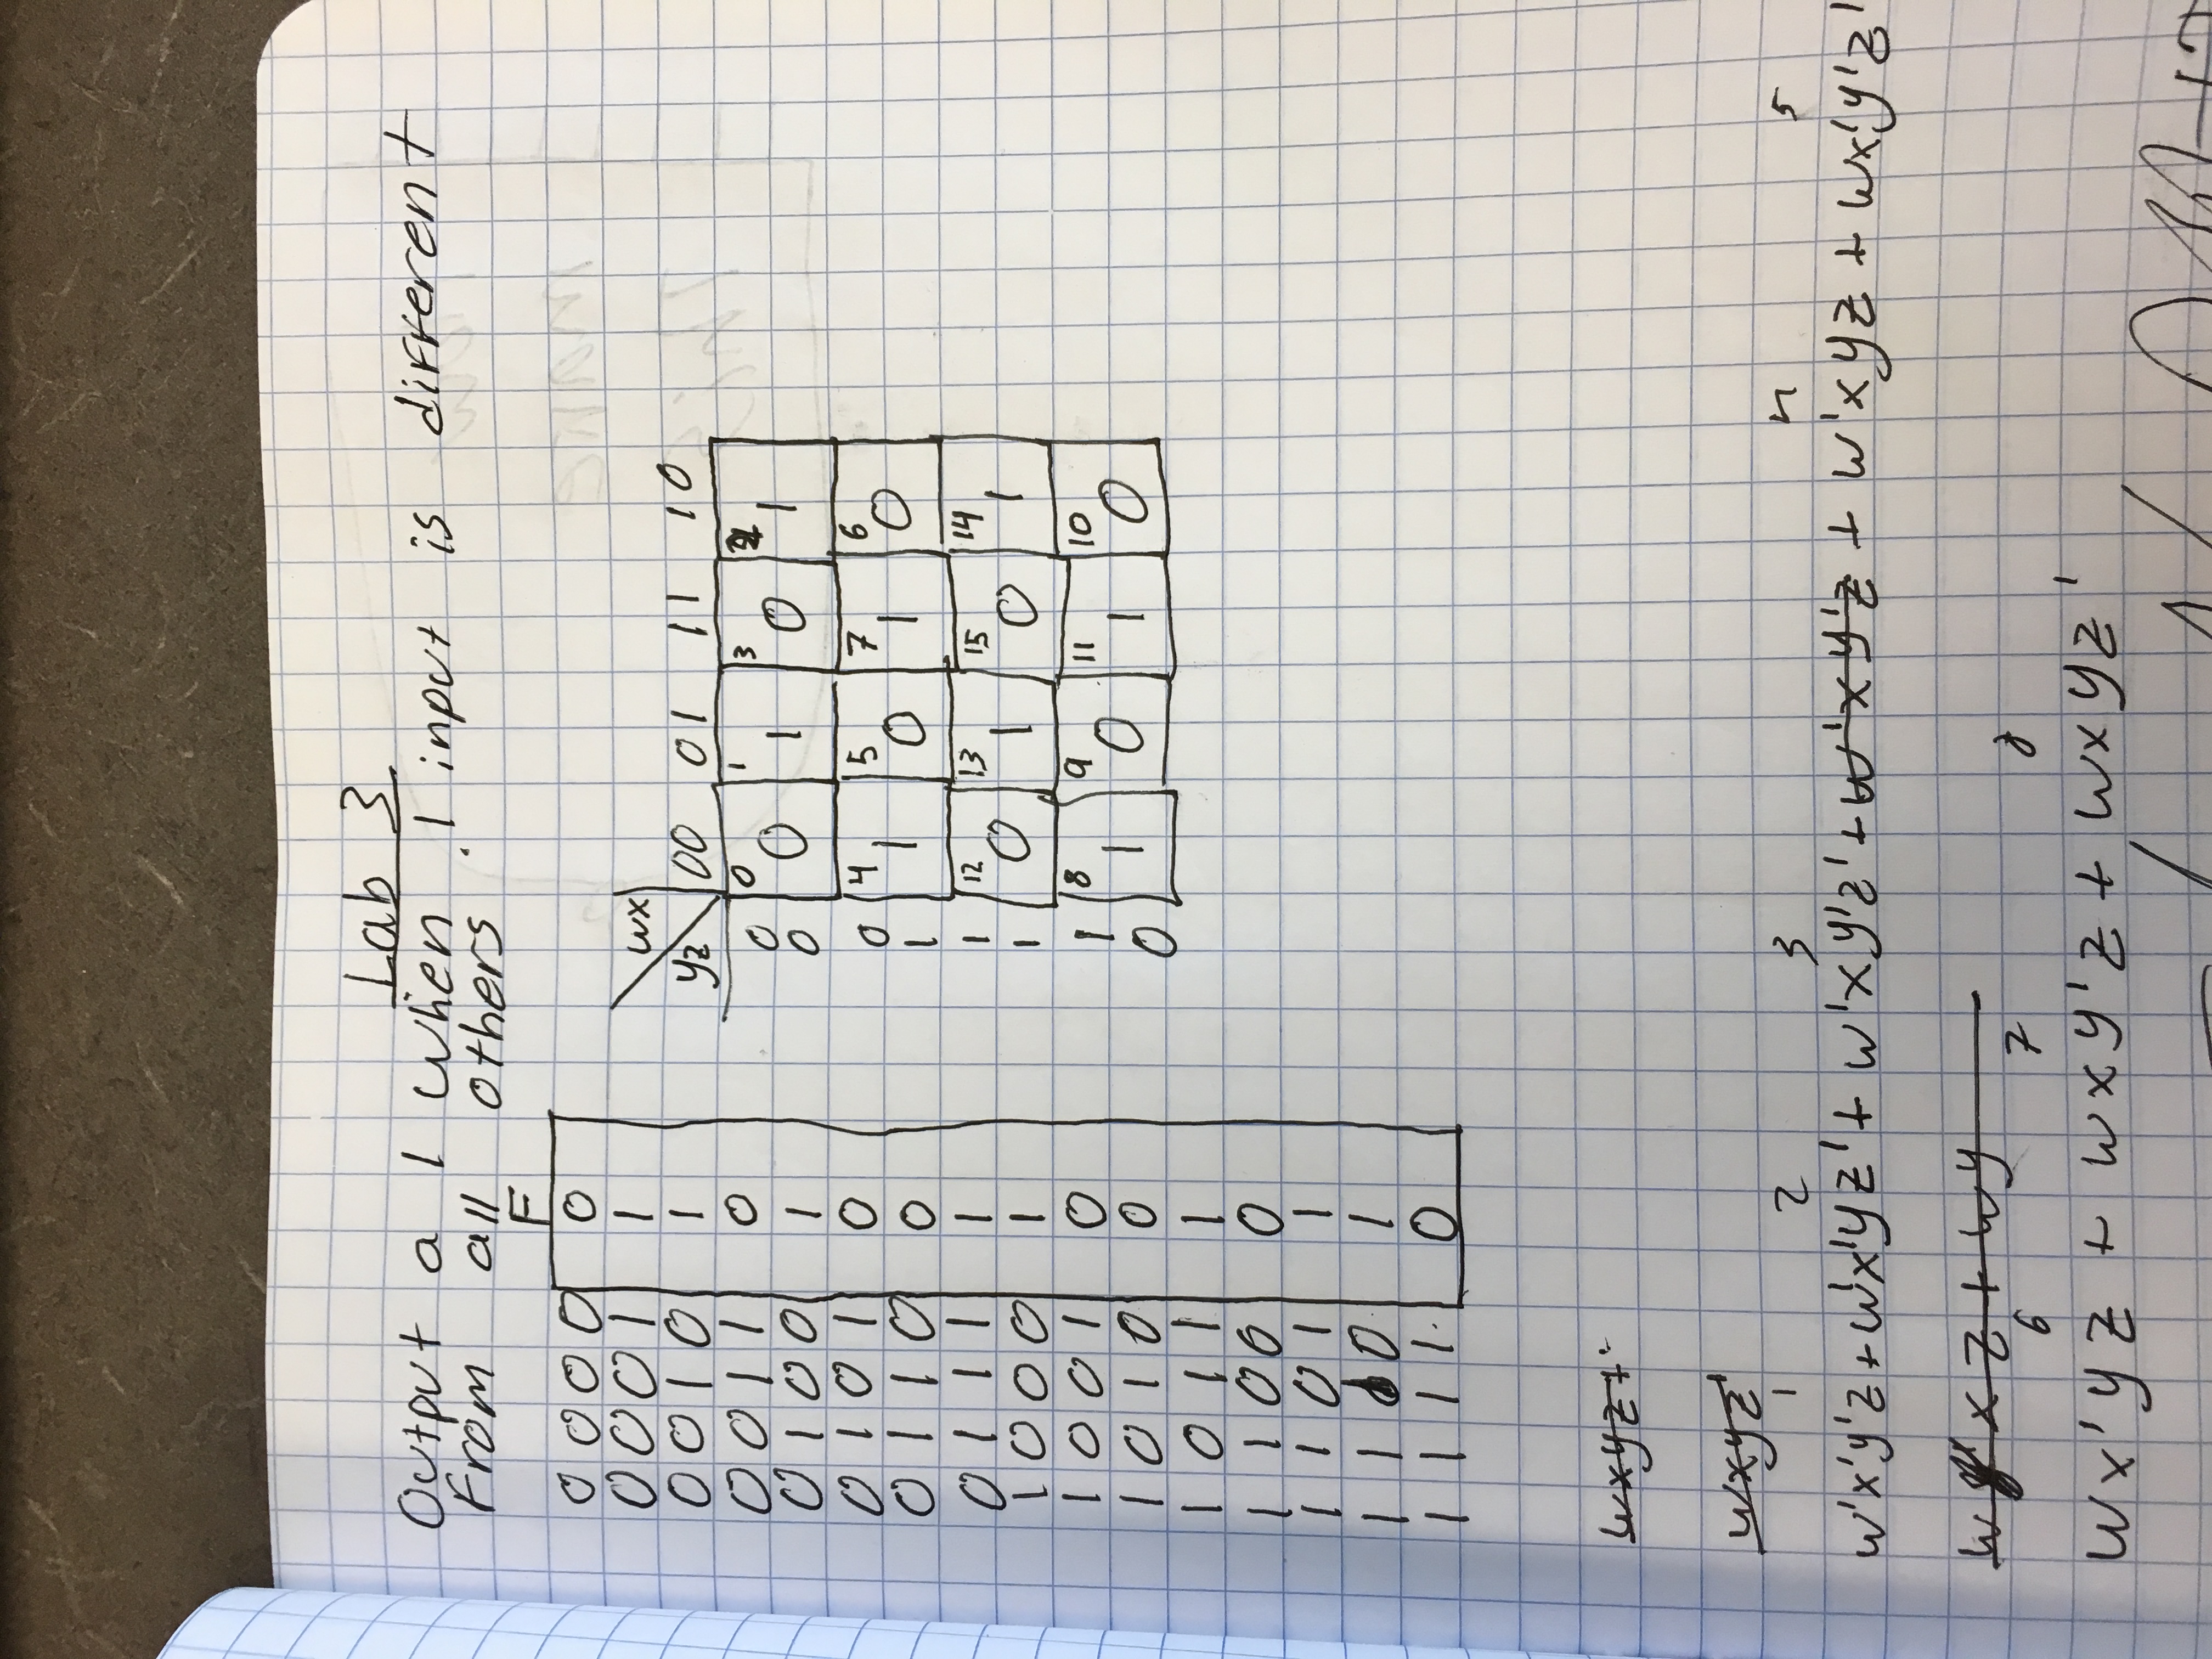 Lab 3
Output a 1 when 1 input is different
from all others.
F
0 0 0 0 0
0 0 0 1 1
0 0 1 0 1
0 0 1 1 0
0 1 0 0 1
0 1 0 1 0
0 1 1 0 0
0 1 1 1 1
1 0 0 0 1
1 0 0 1 0
1 0 1 0 0
1 0 1 1 1
1 1 0 0 0
1 1 0 1 1
1 1 1 0 1
1 1 1 1 0
wx
yz 00 01 11 10
0 1 3 2
00 0 1 0 1
4 5 7 6
01 1 0 1 0
12 13 15 14
11 0 1 0 1
8 9 11 10
10 1 0 1 0
wxyz+
wxyz'
1 2 3 4 5
w'x'y'z + w'x'yz' + w'xy'z' + w'xy'z + w'xyz + wx'y'z'
w x z + wy
6 7 8
wx'yz + wxy'z + wxyz'